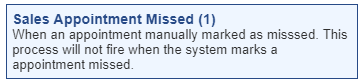 Sales Appointment Missed (1)
When an appointment manually marked as misssed. This
process will not fire when the system marks a
appointment missed.